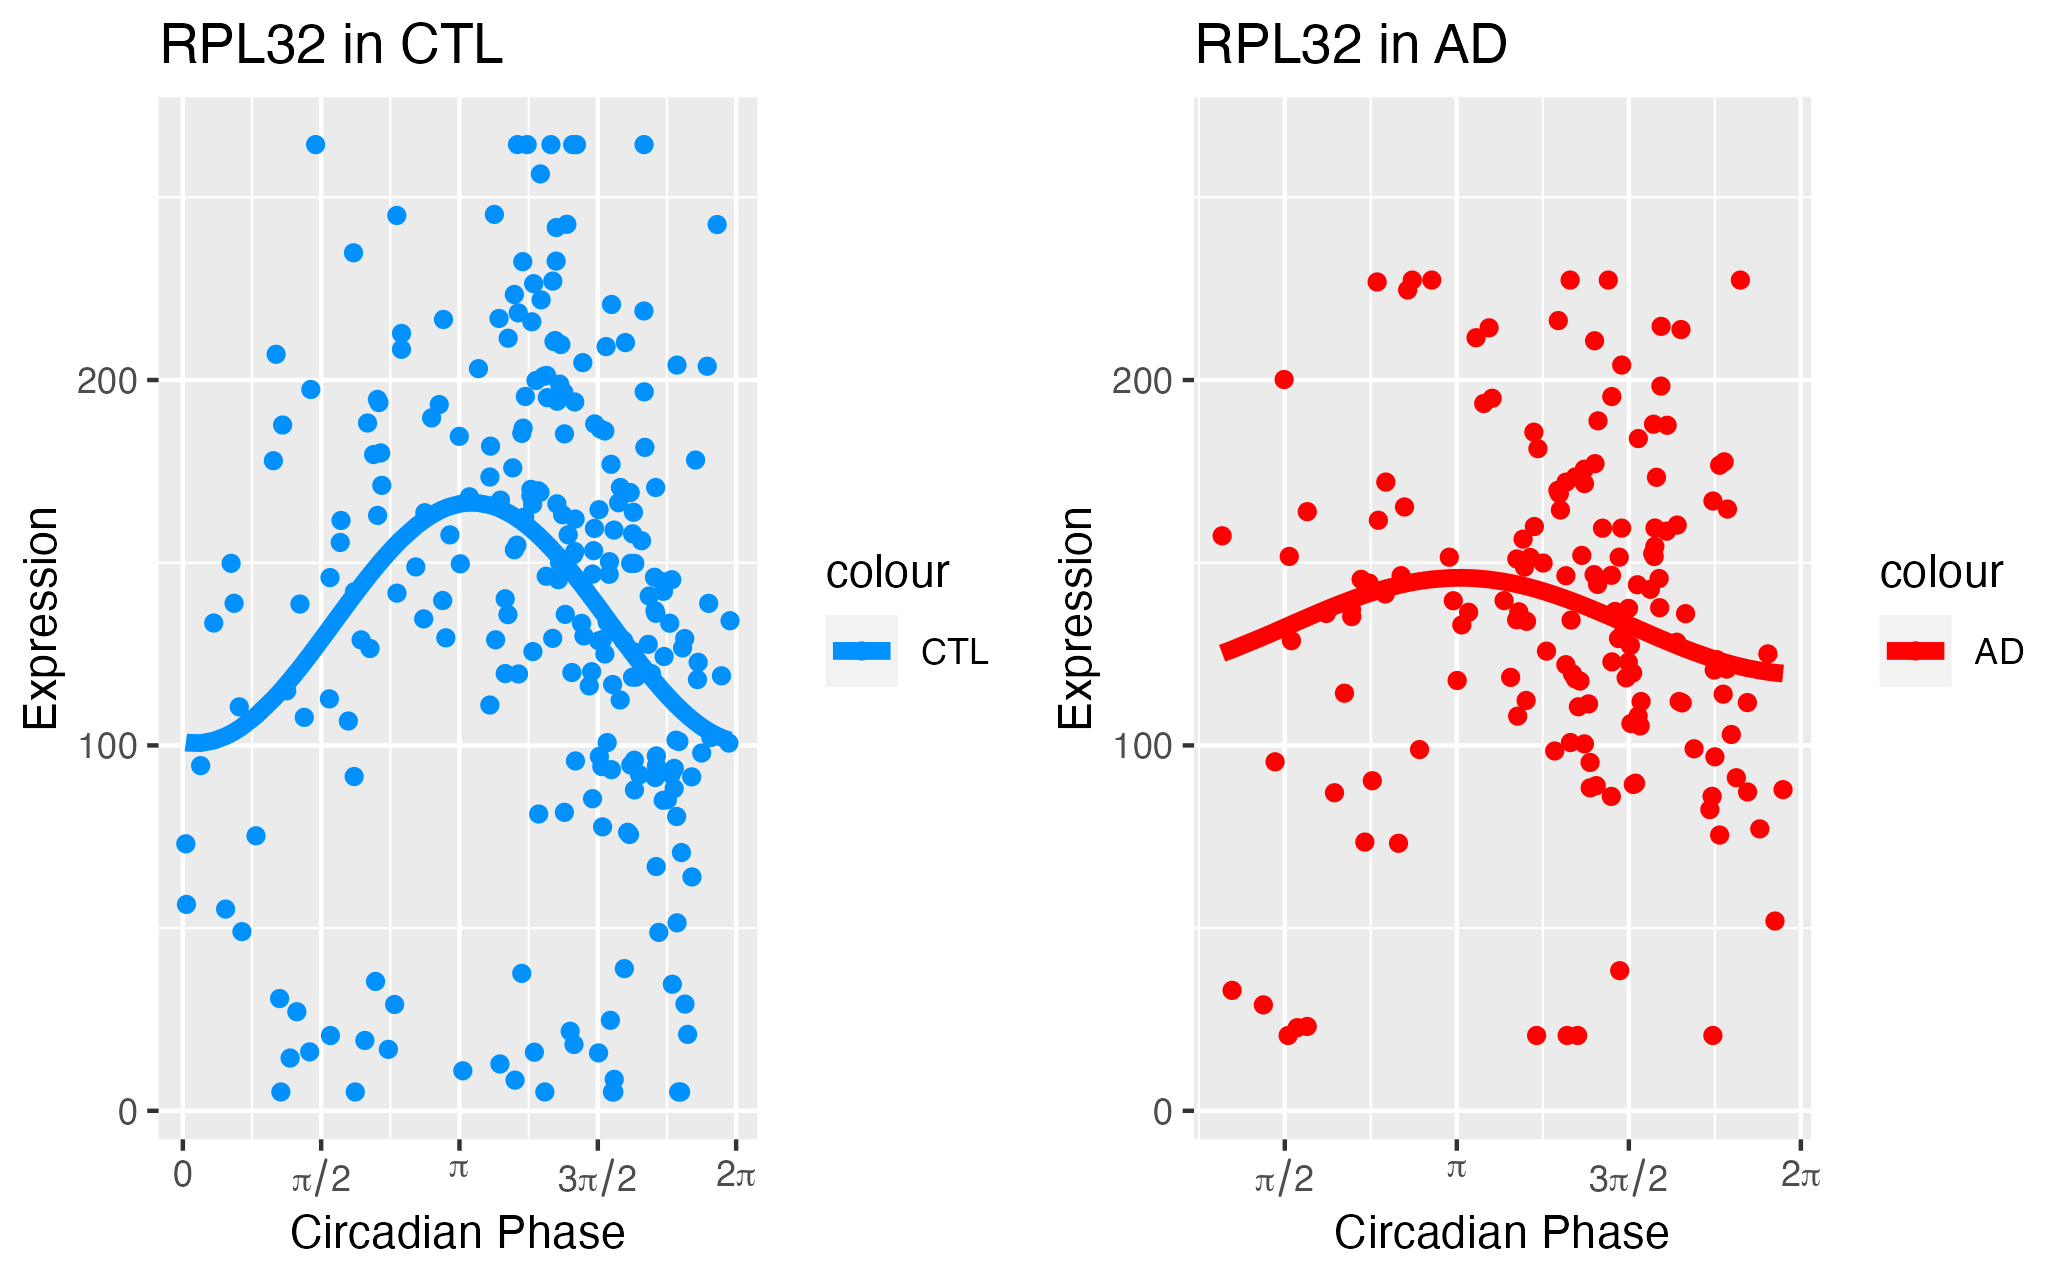 RPL32 in CTL
Expression
200
100
0
0 π/2 π 3π/2 2π
Circadian Phase
colour
CTL
RPL32 in AD
Expression
200
100
0
π/2 π 3π/2 2π
Circadian Phase
colour
AD